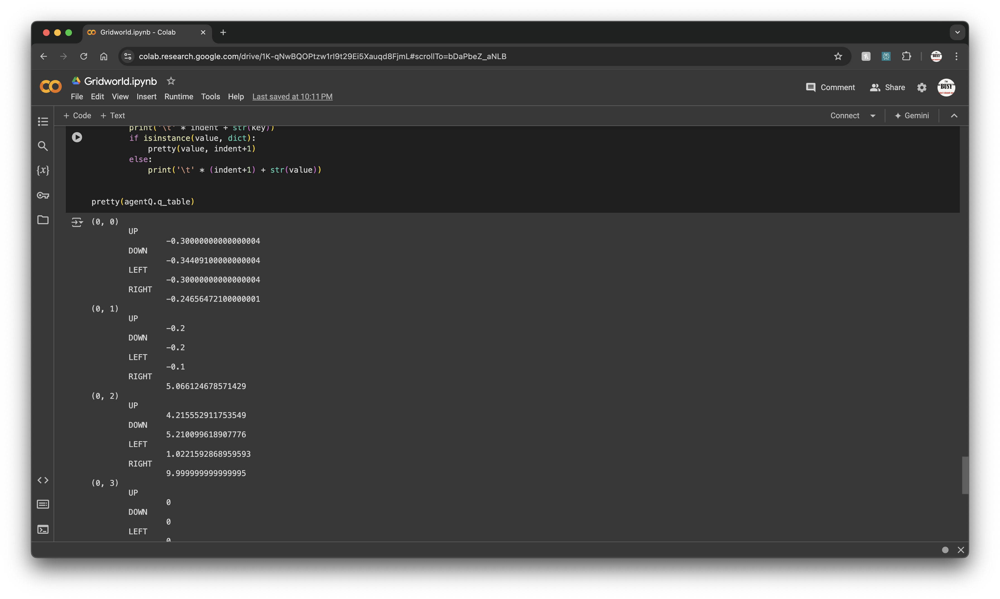 Gridworld.ipynb - Colab
colab.research.google.com/drive/1K-qNwBQOPtzw1rI9t29Ei5Xauqd8FjmL#scrollTo=bDaPbeZ_aNLB
Gridworld.ipynb
Comment Share
"BUSY"
File Edit View Insert Runtime Tools Help Last saved at 10:11 PM
+ Code + Text Connect Gemini
print('\t' * indent + str(key))
if isinstance(value, dict):
pretty(value, indent+1)
else:
print('\t' * (indent+1) + str(value))
pretty(agentQ.q_table)
(0, 0)
UP
-0.30000000000000004
DOWN
-0.34409100000000004
LEFT
-0.30000000000000004
RIGHT
-0.24656472100000001
(0, 1)
UP
-0.2
DOWN
-0.2
LEFT
-0.1
RIGHT
5.066124678571429
(0, 2)
UP
4.215552911753549
DOWN
5.210099618907776
LEFT
1.0221592868959593
RIGHT
9.999999999999995
(0, 3)
UP
0
DOWN
0
LEFT
0